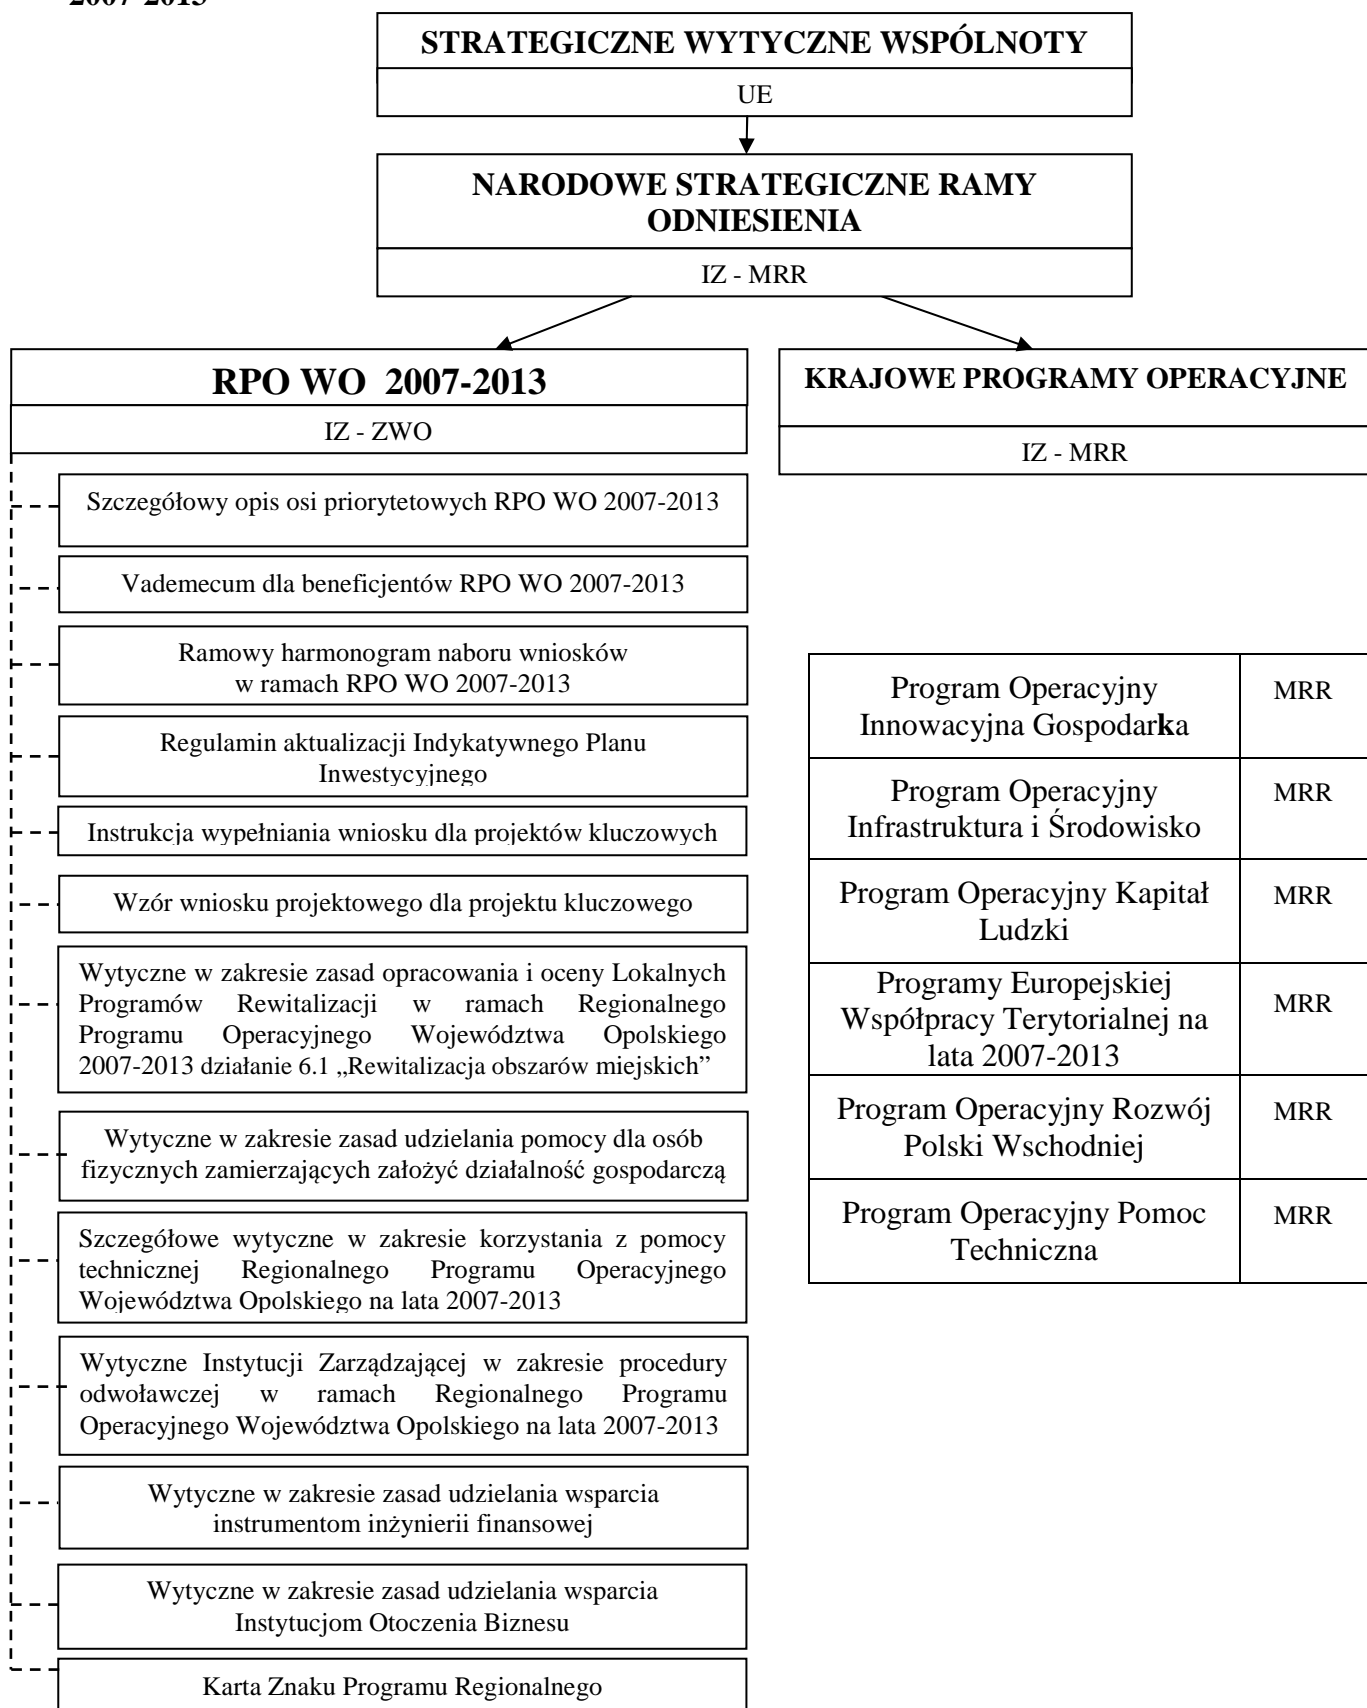 2007-2013
STRATEGICZNE WYTYCZNE WSPÓLNOTY
UE
NARODOWE STRATEGICZNE RAMY
ODNIESIENIA
IZ - MRR
RPO WO 2007-2013
IZ - ZWO
KRAJOWE PROGRAMY OPERACYJNE
IZ - MRR
Szczegółowy opis osi priorytetowych RPO WO 2007-2013
Vademecum dla beneficjentów RPO WO 2007-2013
Ramowy harmonogram naboru wniosków
w ramach RPO WO 2007-2013
Regulamin aktualizacji Indykatywnego Planu
Inwestycyjnego
Instrukcja wypełniania wniosku dla projektów kluczowych
Wzór wniosku projektowego dla projektu kluczowego
Wytyczne w zakresie zasad opracowania i oceny Lokalnych
Programów Rewitalizacji w ramach Regionalnego
Programu Operacyjnego Województwa Opolskiego
2007-2013 działanie 6.1 „Rewitalizacja obszarów miejskich”
Wytyczne w zakresie zasad udzielania pomocy dla osób
fizycznych zamierzających założyć działalność gospodarczą
Szczegółowe wytyczne w zakresie korzystania z pomocy
technicznej Regionalnego Programu Operacyjnego
Województwa Opolskiego na lata 2007-2013
Wytyczne Instytucji Zarządzającej w zakresie procedury
odwoławczej w ramach Regionalnego Programu
Operacyjnego Województwa Opolskiego na lata 2007-2013
Wytyczne w zakresie zasad udzielania wsparcia
instrumentom inżynierii finansowej
Wytyczne w zakresie zasad udzielania wsparcia
Instytucjom Otoczenia Biznesu
Karta Znaku Programu Regionalnego
Program Operacyjny
Innowacyjna Gospodarka
MRR
Program Operacyjny
Infrastruktura i Środowisko
MRR
Program Operacyjny Kapitał
Ludzki
MRR
Programy Europejskiej
Współpracy Terytorialnej na
lata 2007-2013
MRR
Program Operacyjny Rozwój
Polski Wschodniej
MRR
Program Operacyjny Pomoc
Techniczna
MRR